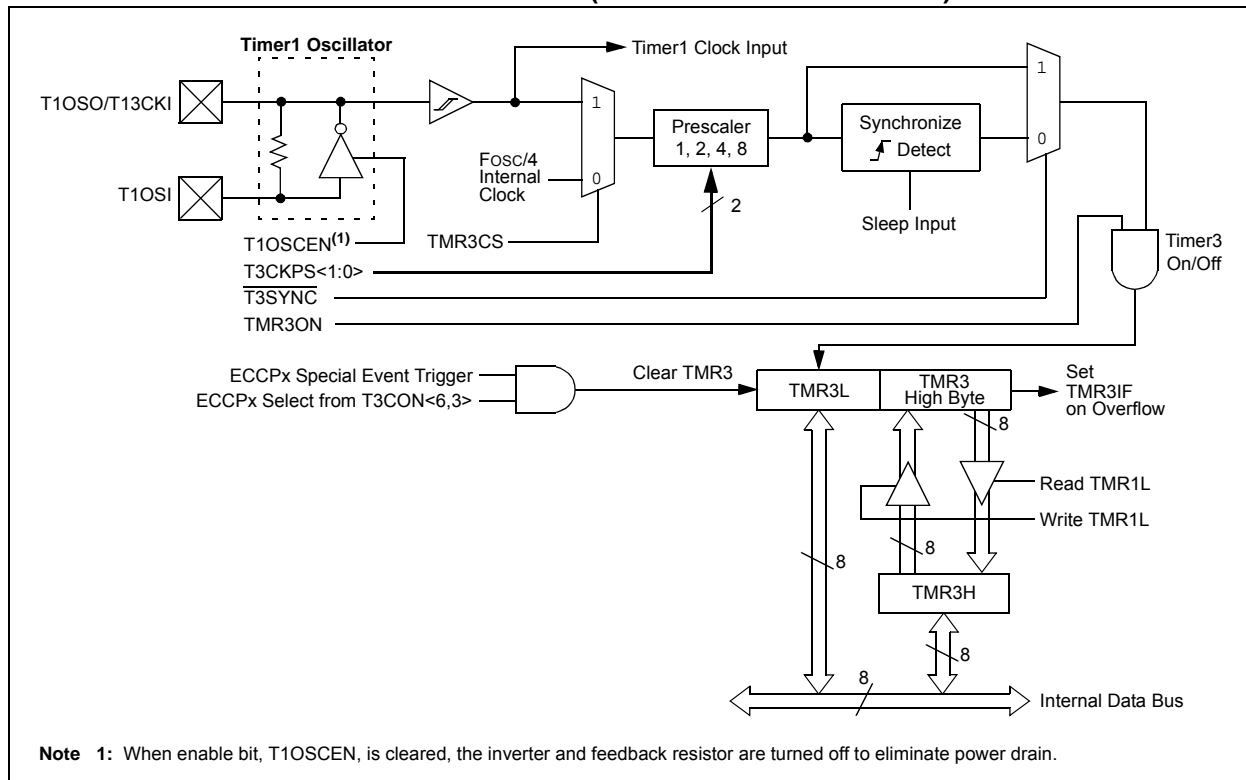 Timer1 Oscillator
Timer1 Clock Input
T1OSO/T13CKI
1
1
Prescaler
1, 2, 4, 8
Synchronize
Detect
0
FOSC/4
Internal
Clock
0
T1OSI
2
Sleep Input
T1OSCEN(1)
TMR3CS
Timer3
On/Off
T3CKPS<1:0>
T3SYNC
TMR3ON
ECCPx Special Event Trigger
ECCPx Select from T3CON<6,3>
Clear TMR3
TMR3L
TMR3
High Byte
Set
TMR3IF
on Overflow
8
Read TMR1L
Write TMR1L
8
8
TMR3H
8
8
Internal Data Bus
Note 1: When enable bit, T1OSCEN, is cleared, the inverter and feedback resistor are turned off to eliminate power drain.